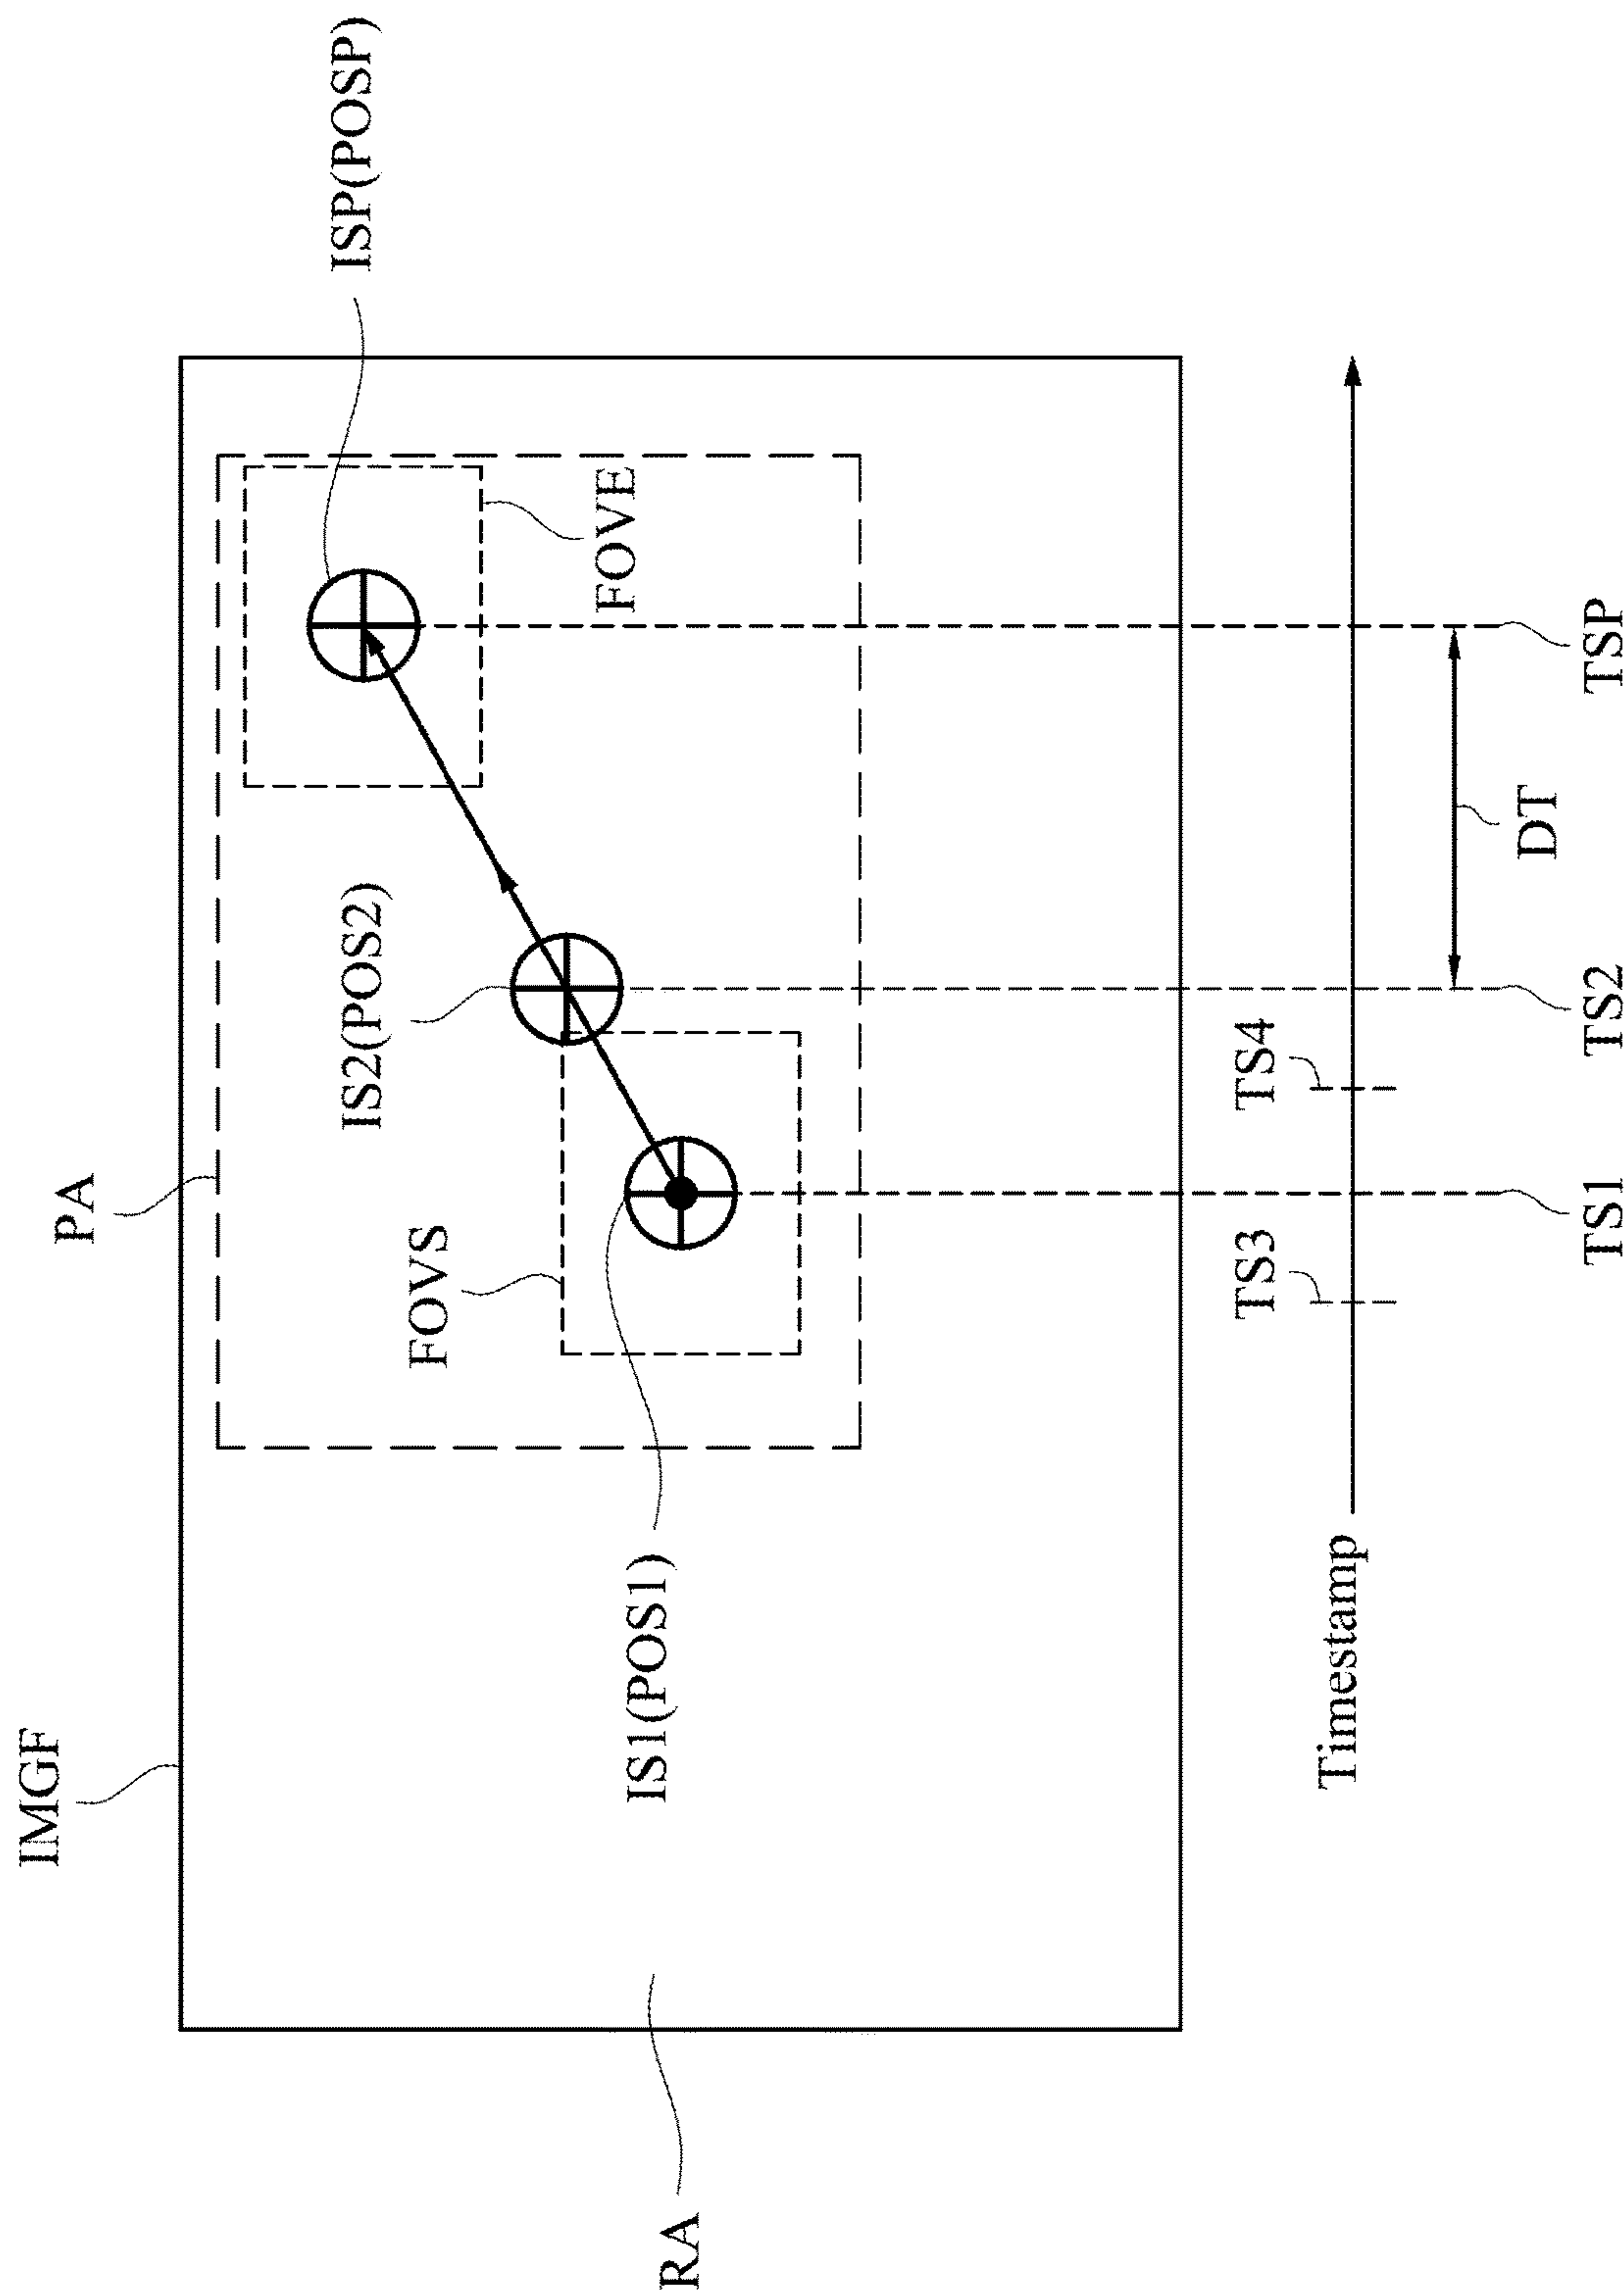 IMGF
PA
ISP(POSP)
IS2(POS2)
FOVS
FOVE
IS1(POS1)
RA
TS3
TS4
Timestamp
DT
TS1
TS2
TSP